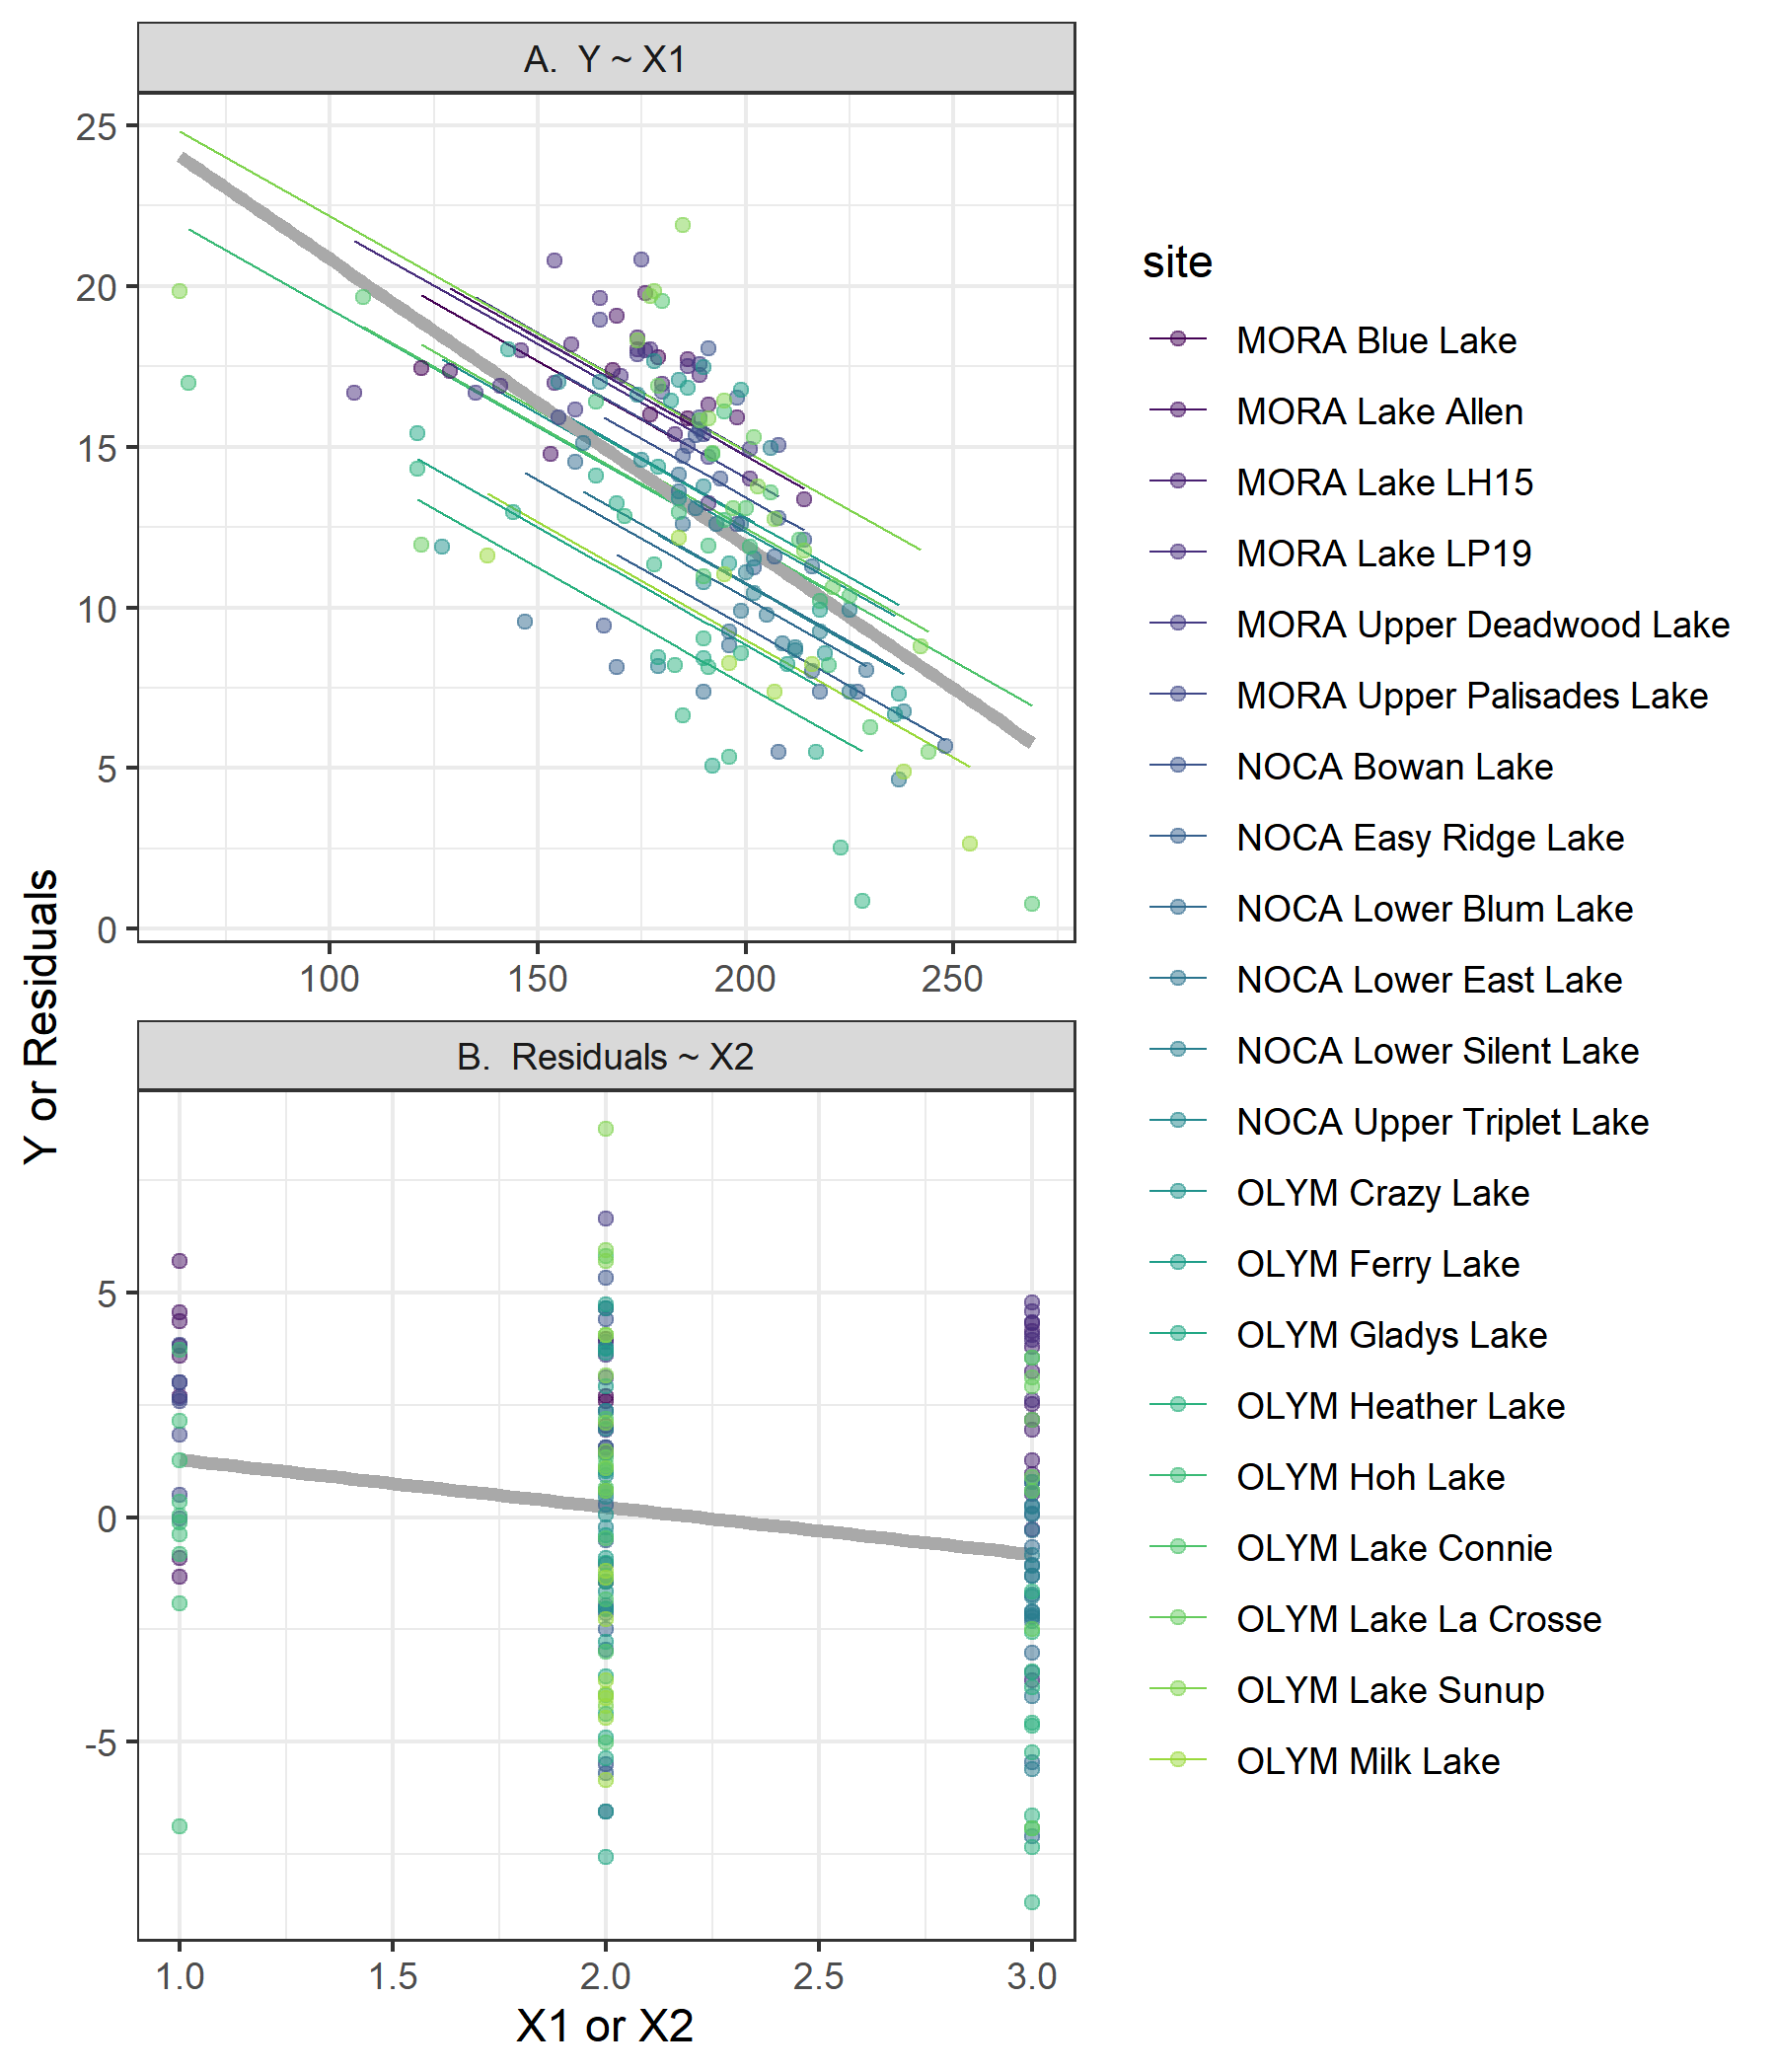 A.  Y ~ X1
25
20
15
10
5
0
100 150 200 250
B.  Residuals ~ X2
5
0
-5
1.0 1.5 2.0 2.5 3.0
X1 or X2
Y or Residuals
site
MORA Blue Lake
MORA Lake Allen
MORA Lake LH15
MORA Lake LP19
MORA Upper Deadwood Lake
MORA Upper Palisades Lake
NOCA Bowan Lake
NOCA Easy Ridge Lake
NOCA Lower Blum Lake
NOCA Lower East Lake
NOCA Lower Silent Lake
NOCA Upper Triplet Lake
OLYM Crazy Lake
OLYM Ferry Lake
OLYM Gladys Lake
OLYM Heather Lake
OLYM Hoh Lake
OLYM Lake Connie
OLYM Lake La Crosse
OLYM Lake Sunup
OLYM Milk Lake